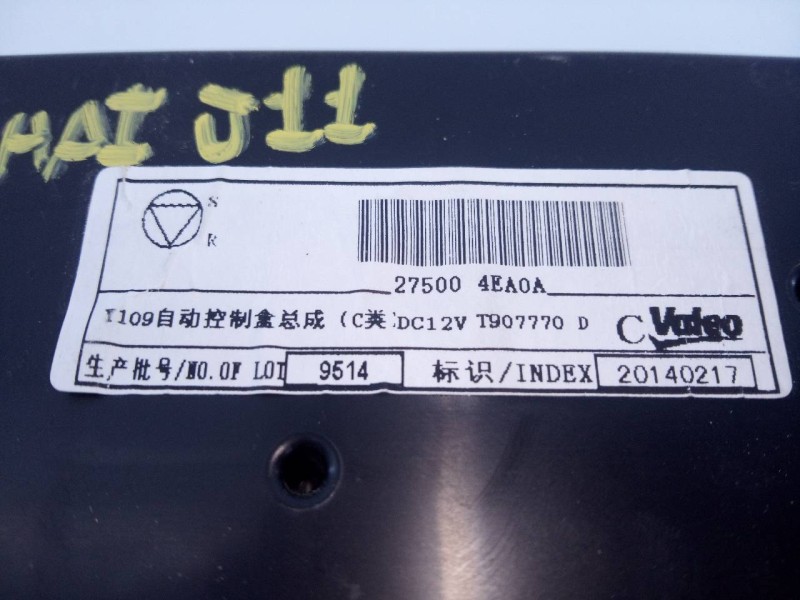 HAI J11
S
R
27500 4EA0A
1109自动控制盒总成 (C类) DC12V T907770 D
C Valeo
生产批号/NO.OF LOT 9514 标识/INDEX 20140217